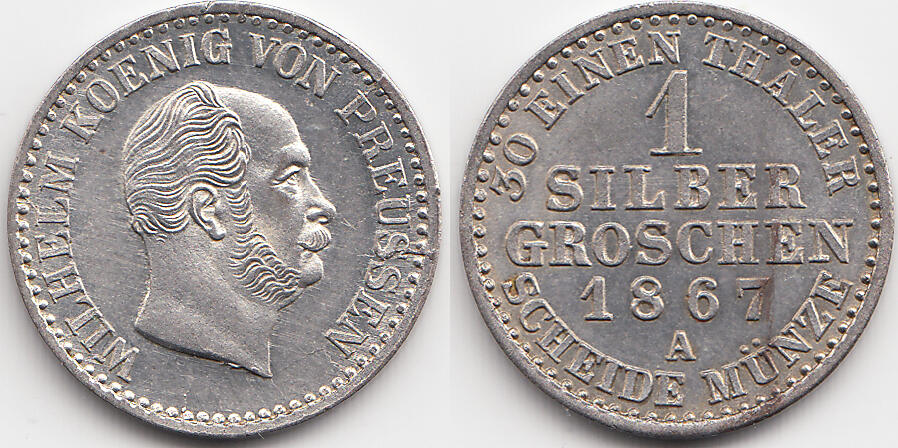 WILHELM KOENIG VON PREUSSEN
30 EINEN THALER
1
SILBER
GROSCHEN
1867
A
SCHEIDE MÜNZE